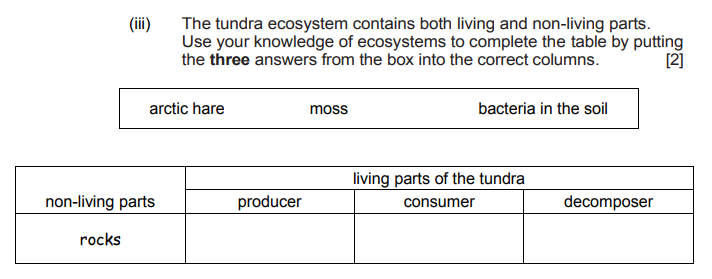 (iii) The tundra ecosystem contains both living and non-living parts.
Use your knowledge of ecosystems to complete the table by putting
the three answers from the box into the correct columns. [2]
arctic hare moss bacteria in the soil
living parts of the tundra
non-living parts producer consumer decomposer
rocks